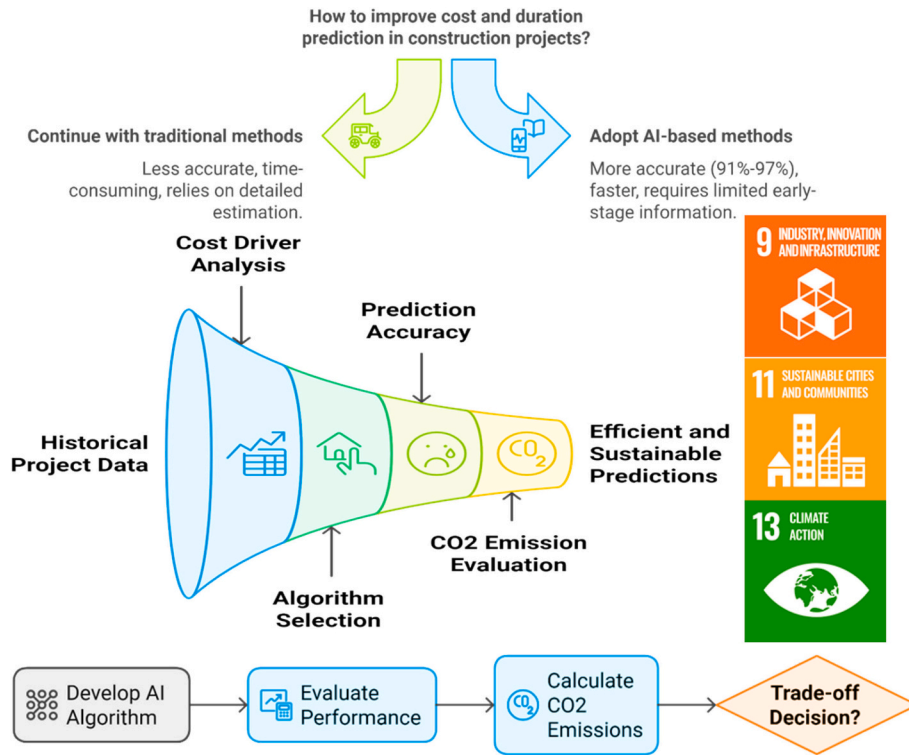 How to improve cost and duration
prediction in construction projects?
Continue with traditional methods
Less accurate, time-
consuming, relies on detailed
estimation.
Adopt AI-based methods
More accurate (91%-97%),
faster, requires limited early-
stage information.
Cost Driver
Analysis
Prediction
Accuracy
Historical
Project Data
CO2
Efficient and
Sustainable
Predictions
Algorithm
Selection
CO2 Emission
Evaluation
9 INDUSTRY, INNOVATION
AND INFRASTRUCTURE
11 SUSTAINABLE CITIES
AND COMMUNITIES
13 CLIMATE
ACTION
Develop AI
Algorithm
Evaluate
Performance
CO2
Calculate
CO2
Emissions
Trade-off
Decision?